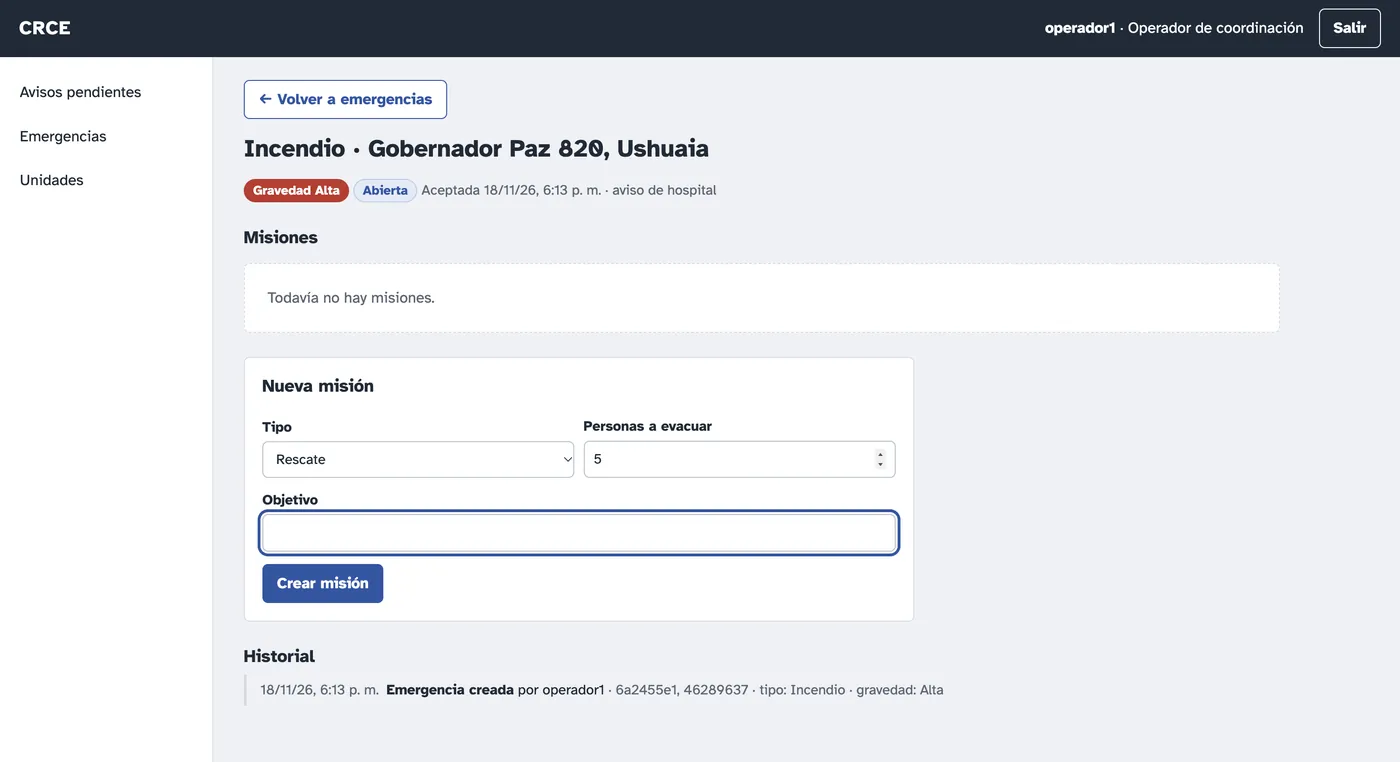 CRCE
operador1 · Operador de coordinación
Salir
Avisos pendientes
Emergencias
Unidades
← Volver a emergencias
Incendio · Gobernador Paz 820, Ushuaia
Gravedad Alta Abierta Aceptada 18/11/26, 6:13 p. m. · aviso de hospital
Misiones
Todavía no hay misiones.
Nueva misión
Tipo
Personas a evacuar
Rescate
5
Objetivo
Crear misión
Historial
18/11/26, 6:13 p. m. Emergencia creada por operador1 · 6a2455e1, 46289637 · tipo: Incendio · gravedad: Alta